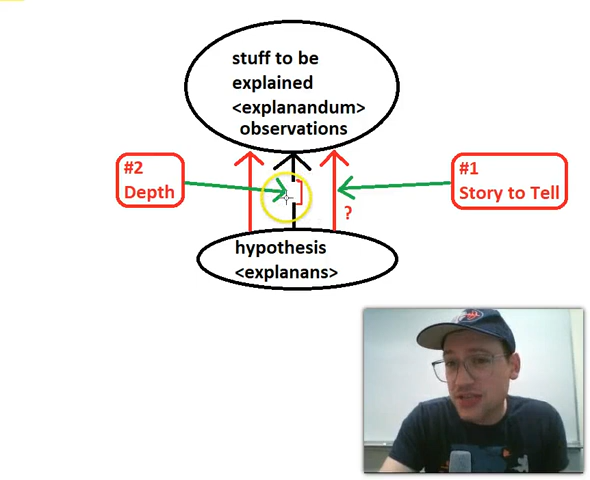 stuff to be
explained
<explanandum>
observations
#2
Depth
#1
Story to Tell
?
hypothesis
<explanans>